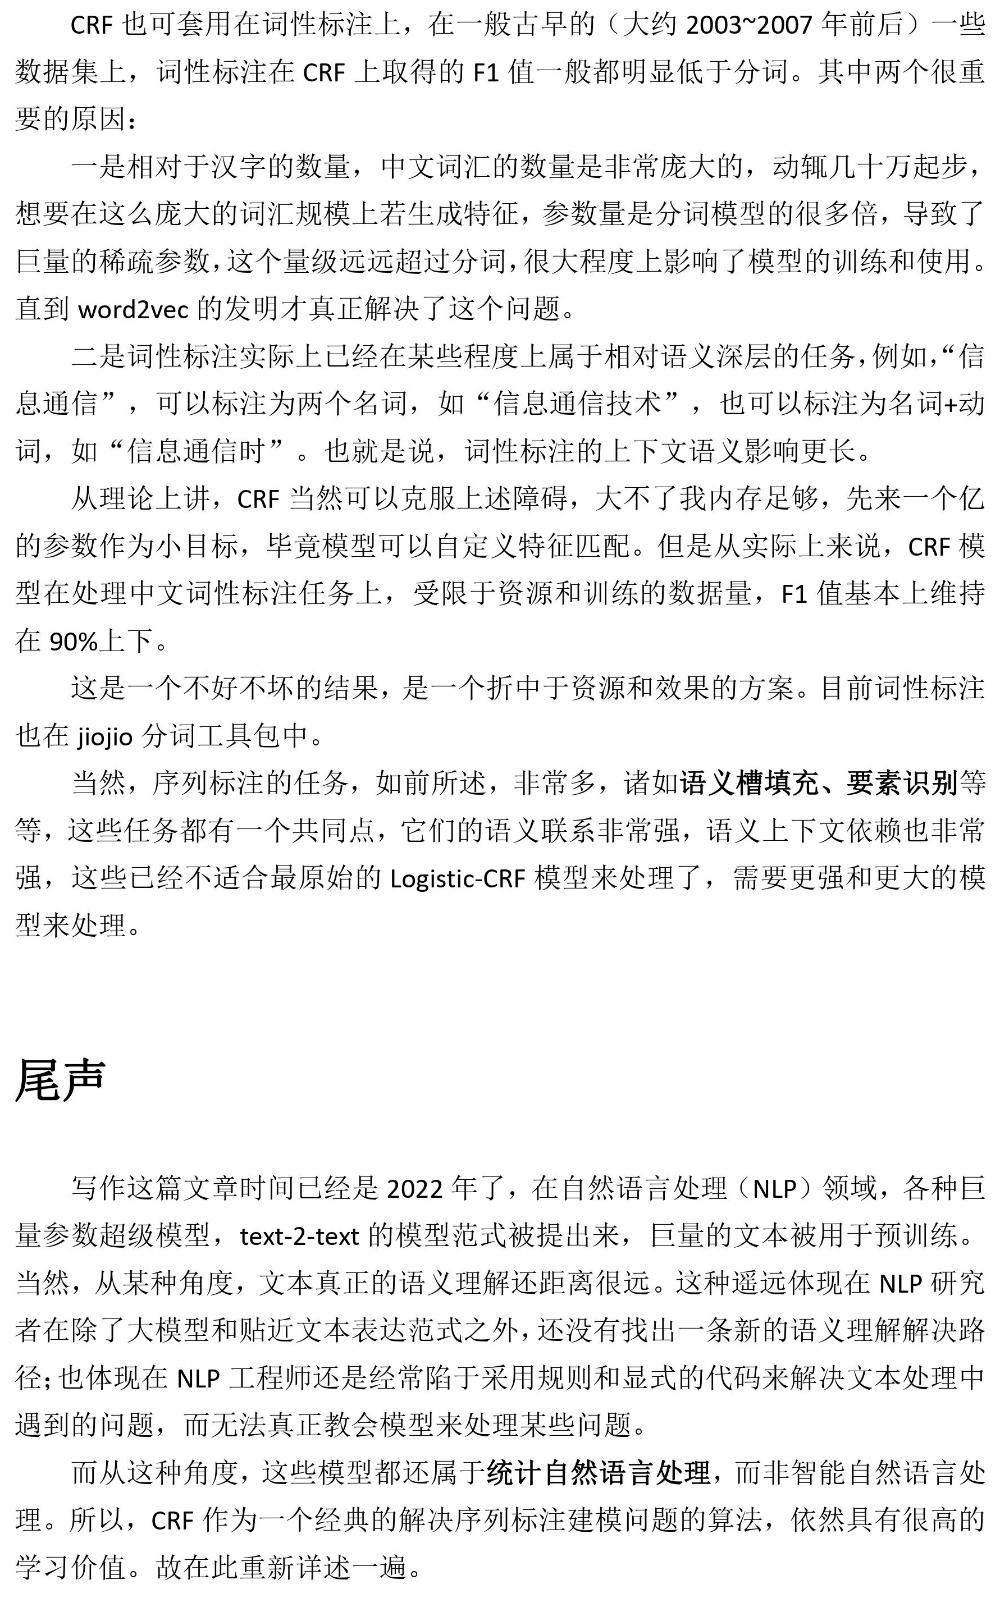 CRF 也可套用在词性标注上，在一般古早的（大约 2003~2007 年前后）一些
数据集上，词性标注在 CRF 上取得的 F1 值一般都明显低于分词。其中两个很重
要的原因：
一是相对于汉字的数量，中文词汇的数量是非常庞大的，动辄几十万起步，
想要在这么庞大的词汇规模上若生成特征，参数量是分词模型的很多倍，导致了
巨量的稀疏参数，这个量级远远超过分词，很大程度上影响了模型的训练和使用。
直到 word2vec 的发明才真正解决了这个问题。
二是词性标注实际上已经在某些程度上属于相对语义深层的任务，例如，“信
息通信”，可以标注为两个名词，如“信息通信技术”，也可以标注为名词+动
词，如“信息通信时”。也就是说，词性标注的上下文语义影响更长。
从理论上讲，CRF 当然可以克服上述障碍，大不了我内存足够，先来一个亿
的参数作为小目标，毕竟模型可以自定义特征匹配。但是从实际上来说，CRF 模
型在处理中文词性标注任务上，受限于资源和训练的数据量，F1 值基本上维持
在 90%上下。
这是一个不好不坏的结果，是一个折中于资源和效果的方案。目前词性标注
也在 jiojio 分词工具包中。
当然，序列标注的任务，如前所述，非常多，诸如语义槽填充、要素识别等
等，这些任务都有一个共同点，它们的语义联系非常强，语义上下文依赖也非常
强，这些已经不适合最原始的 Logistic-CRF 模型来处理了，需要更强和更大的模
型来处理。
尾声
写作这篇文章时间已经是 2022 年了，在自然语言处理（NLP）领域，各种巨
量参数超级模型，text-2-text 的模型范式被提出来，巨量的文本被用于预训练。
当然，从某种角度，文本真正的语义理解还距离很远。这种遥远体现在 NLP 研究
者在除了大模型和贴近文本表达范式之外，还没有找出一条新的语义理解解决路
径；也体现在 NLP 工程师还是经常陷于采用规则和显式的代码来解决文本处理中
遇到的问题，而无法真正教会模型来处理某些问题。
而从这种角度，这些模型都还属于统计自然语言处理，而非智能自然语言处
理。所以，CRF 作为一个经典的解决序列标注建模问题的算法，依然具有很高的
学习价值。故在此重新详述一遍。